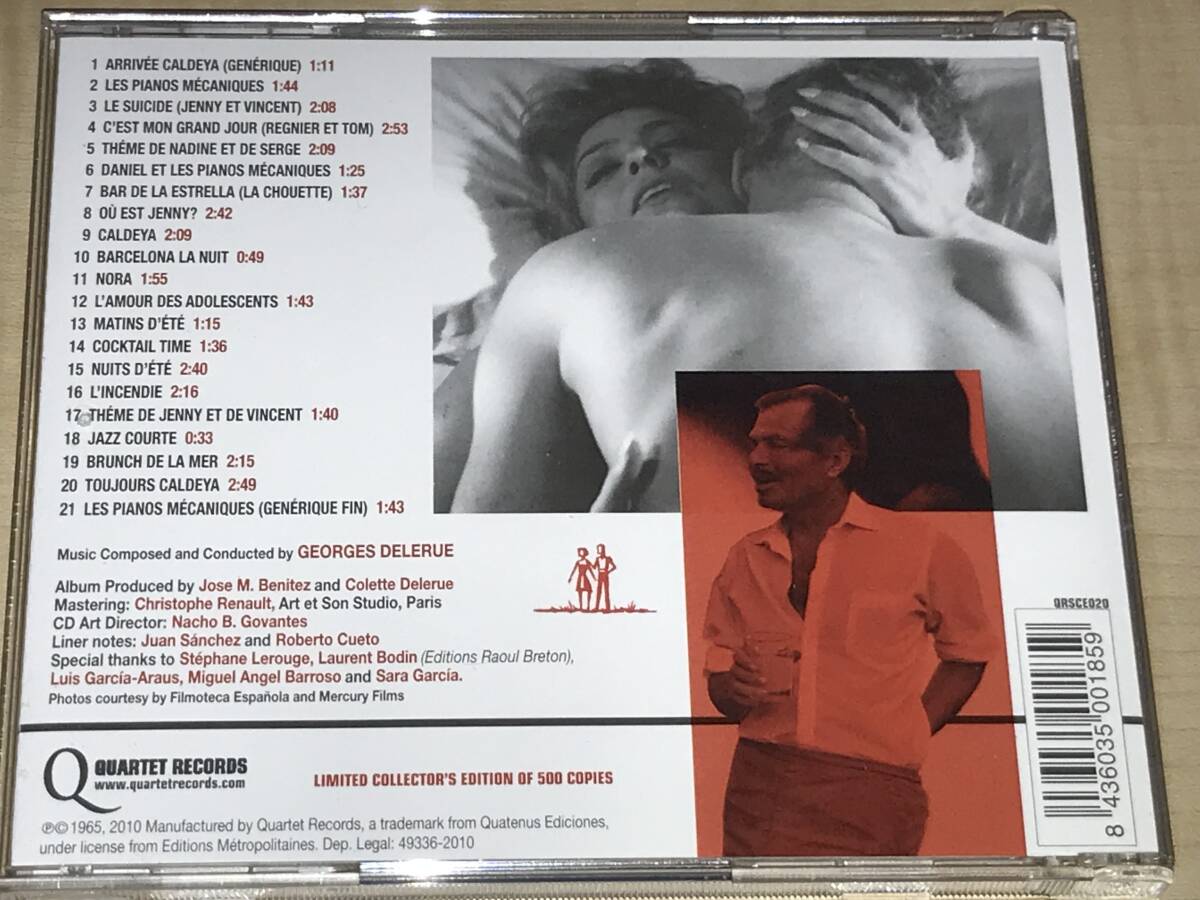 1 ARRIVÉE CALDEYA (GENÉRIQUE) 1:11
2 LES PIANOS MÉCANIQUES 1:44
3 LE SUICIDE (JENNY ET VINCENT) 2:08
4 C'EST MON GRAND JOUR (REGNIER ET TOM) 2:53
5 THÉME DE NADINE ET DE SERGE 2:09
6 DANIEL ET LES PIANOS MÉCANIQUES 1:25
7 BAR DE LA ESTRELLA (LA CHOUETTE) 1:37
8 OÙ EST JENNY? 2:42
9 CALDEYA 2:09
10 BARCELONA LA NUIT 0:49
11 NORA 1:55
12 L'AMOUR DES ADOLESCENTS 1:43
13 MATINS D'ÉTÉ 1:15
14 COCKTAIL TIME 1:36
15 NUITS D'ÉTÉ 2:40
16 L'INCENDIE 2:16
17 THÉME DE JENNY ET DE VINCENT 1:40
18 JAZZ COURTE 0:33
19 BRUNCH DE LA MER 2:15
20 TOUJOURS CALDEYA 2:49
21 LES PIANOS MÉCANIQUES (GENÉRIQUE FIN) 1:43
Music Composed and Conducted by GEORGES DELERUE
Album Produced by Jose M. Benitez and Colette Delerue
Mastering: Christophe Renault, Art et Son Studio, Paris
CD Art Director: Nacho B. Govantes
Liner notes: Juan Sánchez and Roberto Cueto
Special thanks to Stéphane Lerouge, Laurent Bodin (Editions Raoul Breton),
Luis García-Araus, Miguel Angel Barroso and Sara García.
Photos courtesy by Filmoteca Española and Mercury Films
QRSCE020
8 436035 001859
Q QUARTET RECORDS
www.quartetrecords.com
LIMITED COLLECTOR'S EDITION OF 500 COPIES
℗© 1965, 2010 Manufactured by Quartet Records, a trademark from Quatenus Ediciones,
under license from Editions Métropolitaines. Dep. Legal: 49336-2010